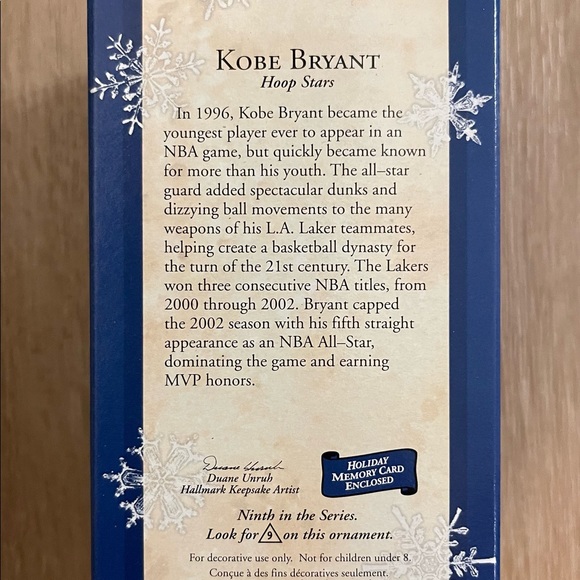 KOBE BRYANT
Hoop Stars
In 1996, Kobe Bryant became the
youngest player ever to appear in an
NBA game, but quickly became known
for more than his youth. The all–star
guard added spectacular dunks and
dizzying ball movements to the many
weapons of his L.A. Laker teammates,
helping create a basketball dynasty for
the turn of the 21st century. The Lakers
won three consecutive NBA titles, from
2000 through 2002. Bryant capped
the 2002 season with his fifth straight
appearance as an NBA All–Star,
dominating the game and earning
MVP honors.
Duane Unruh
Duane Unruh
Hallmark Keepsake Artist
HOLIDAY
MEMORY CARD
ENCLOSED
Ninth in the Series.
Look for 9 on this ornament.
For decorative use only. Not for children under 8.
Conçue à des fins décoratives seulement.